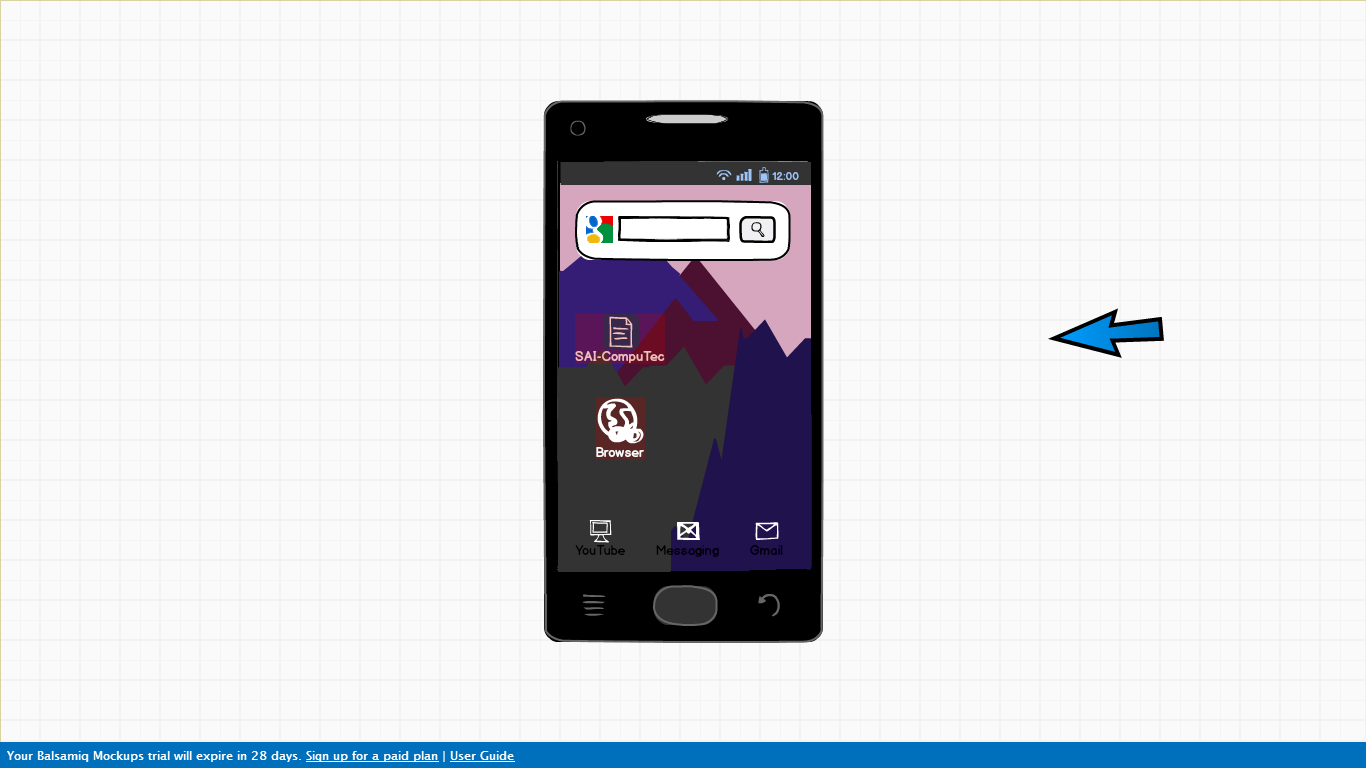 12:00
SAI-CompuTec
Browser
YouTube Messaging Gmail
Your Balsamiq Mockups trial will expire in 28 days. Sign up for a paid plan | User Guide